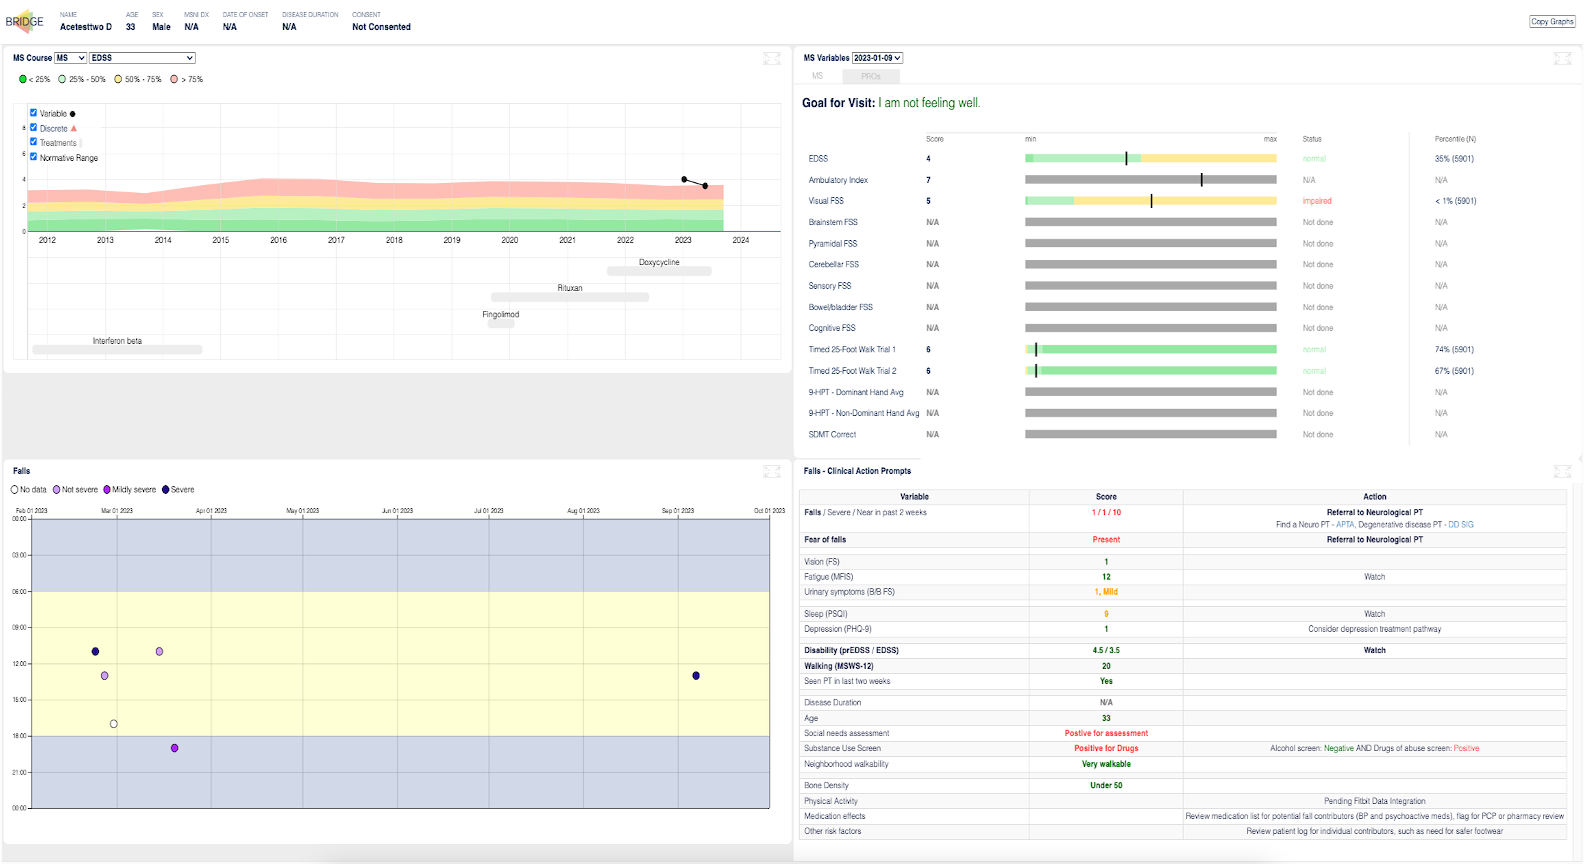 BRIDGE
NAME AGE SEX MSNI DX DATE OF ONSET DISEASE DURATION CONSENT
Acetesttwo D 33 Male N/A N/A N/A Not Consented
Copy Graphs
MS Course MS EDSS
< 25% 25% - 50% 50% - 75% > 75%
Variable
Discrete
Treatments
Normative Range
8
6
4
2
0
2012 2013 2014 2015 2016 2017 2018 2019 2020 2021 2022 2023 2024
Doxycycline
Rituxan
Fingolimod
Interferon beta
MS Variables 2023-01-09
MS PROs
Goal for Visit: I am not feeling well.
Score min max Status Percentile (N)
EDSS 4 normal 35% (5901)
Ambulatory Index 7 N/A N/A
Visual FSS 5 impaired < 1% (5901)
Brainstem FSS N/A Not done N/A
Pyramidal FSS N/A Not done N/A
Cerebellar FSS N/A Not done N/A
Sensory FSS N/A Not done N/A
Bowel/bladder FSS N/A Not done N/A
Cognitive FSS N/A Not done N/A
Timed 25-Foot Walk Trial 1 6 normal 74% (5901)
Timed 25-Foot Walk Trial 2 6 normal 67% (5901)
9-HPT - Dominant Hand Avg N/A Not done N/A
9-HPT - Non-Dominant Hand Avg N/A Not done N/A
SDMT Correct N/A Not done N/A
Falls
No data Not severe Mildly severe Severe
Feb 01 2023 Mar 01 2023 Apr 01 2023 May 01 2023 Jun 01 2023 Jul 01 2023 Aug 01 2023 Sep 01 2023 Oct 01 2023
00:00
03:00
06:00
09:00
12:00
15:00
18:00
21:00
00:00
Falls - Clinical Action Prompts
Variable Score Action
Falls / Severe / Near in past 2 weeks 1 / 1 / 10 Referral to Neurological PT
Find a Neuro PT - APTA, Degenerative disease PT - DD SIG
Fear of falls Present Referral to Neurological PT
Vision (FS) 1
Fatigue (MFIS) 12 Watch
Urinary symptoms (B/B FS) 1, Mild
Sleep (PSQI) 9 Watch
Depression (PHQ-9) 1 Consider depression treatment pathway
Disability (prEDSS / EDSS) 4.5 / 3.5 Watch
Walking (MSWS-12) 20
Seen PT in last two weeks Yes
Disease Duration N/A
Age 33
Social needs assessment Postive for assessment
Substance Use Screen Positive for Drugs Alcohol screen: Negative AND Drugs of abuse screen: Positive
Neighborhood walkability Very walkable
Bone Density Under 50
Physical Activity Pending Fitbit Data Integration
Medication effects Review medication list for potential fall contributors (BP and psychoactive meds), flag for PCP or pharmacy review
Other risk factors Review patient log for individual contributors, such as need for safer footwear